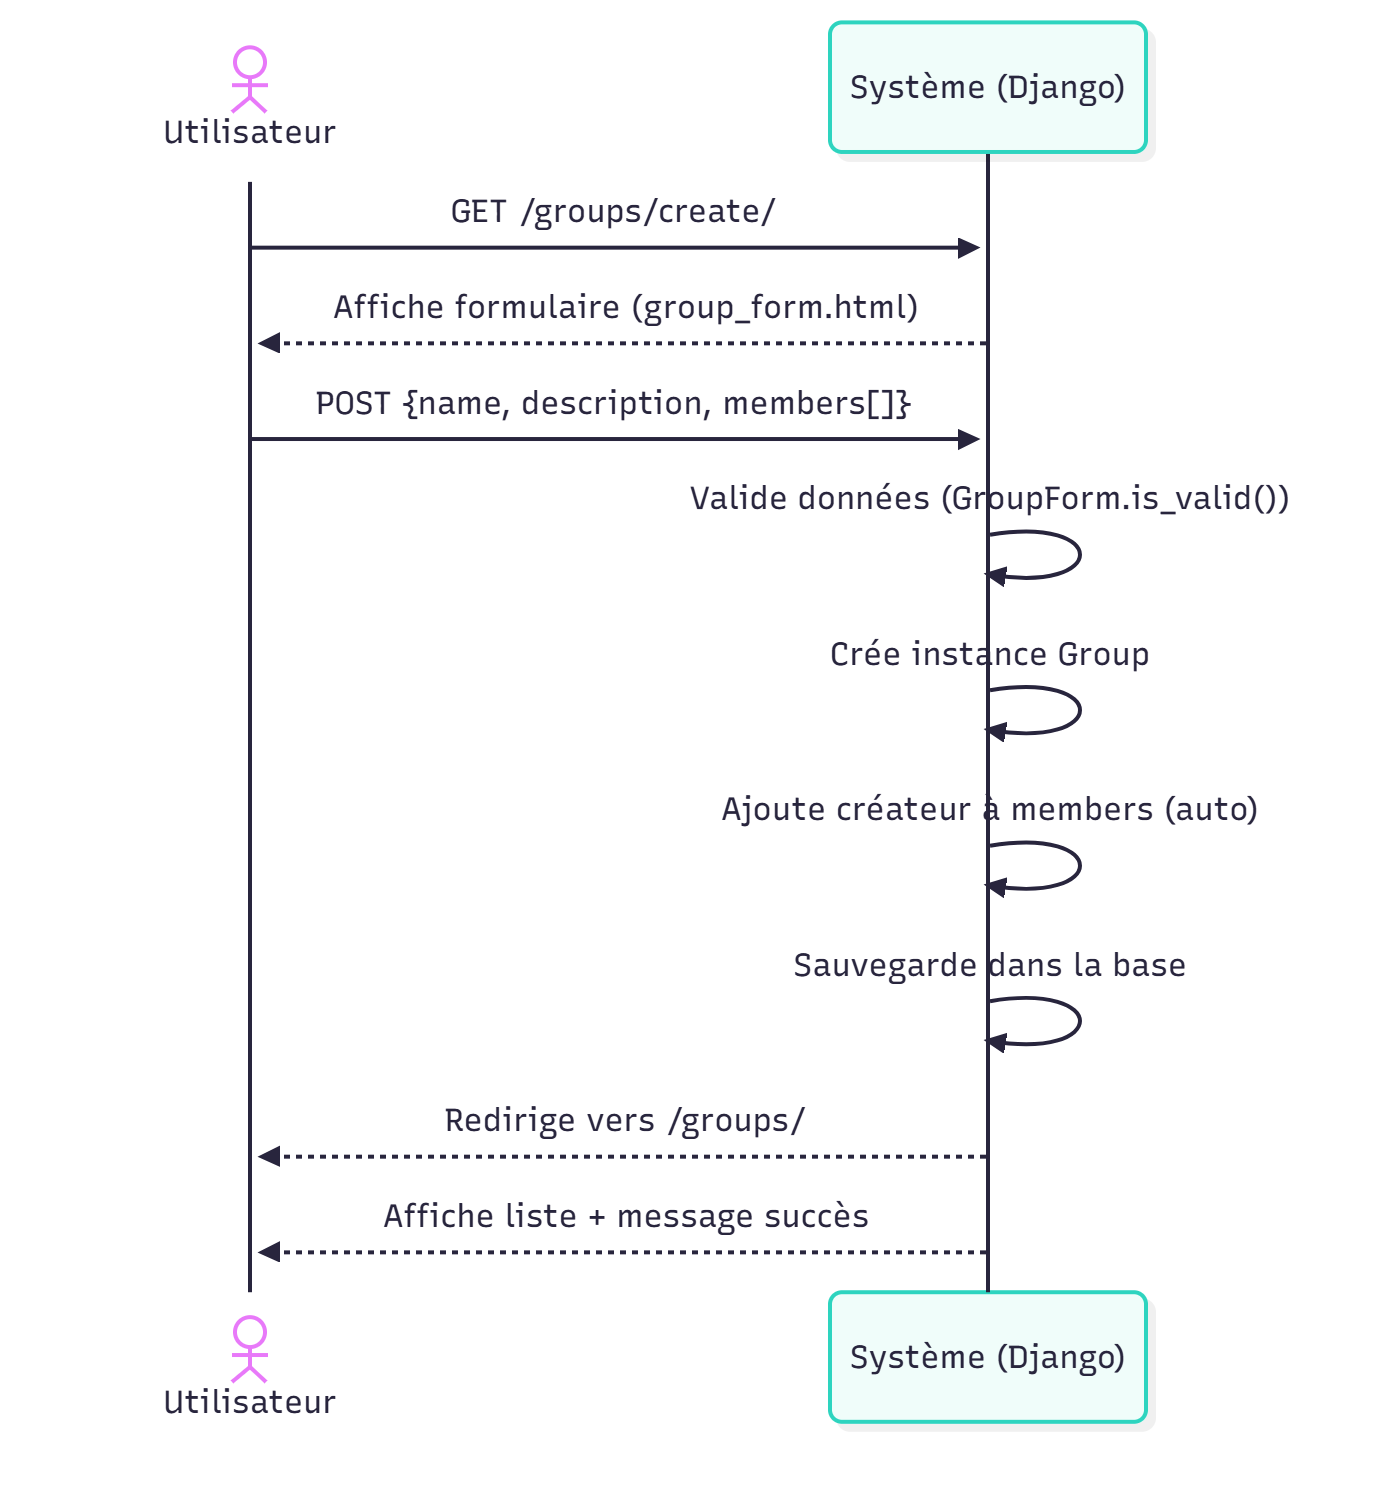 Utilisateur
Système (Django)
GET /groups/create/
Affiche formulaire (group_form.html)
POST {name, description, members[]}
Valide données (GroupForm.is_valid())
Crée instance Group
Ajoute créateur à members (auto)
Sauvegarde dans la base
Redirige vers /groups/
Affiche liste + message succès
Utilisateur
Système (Django)